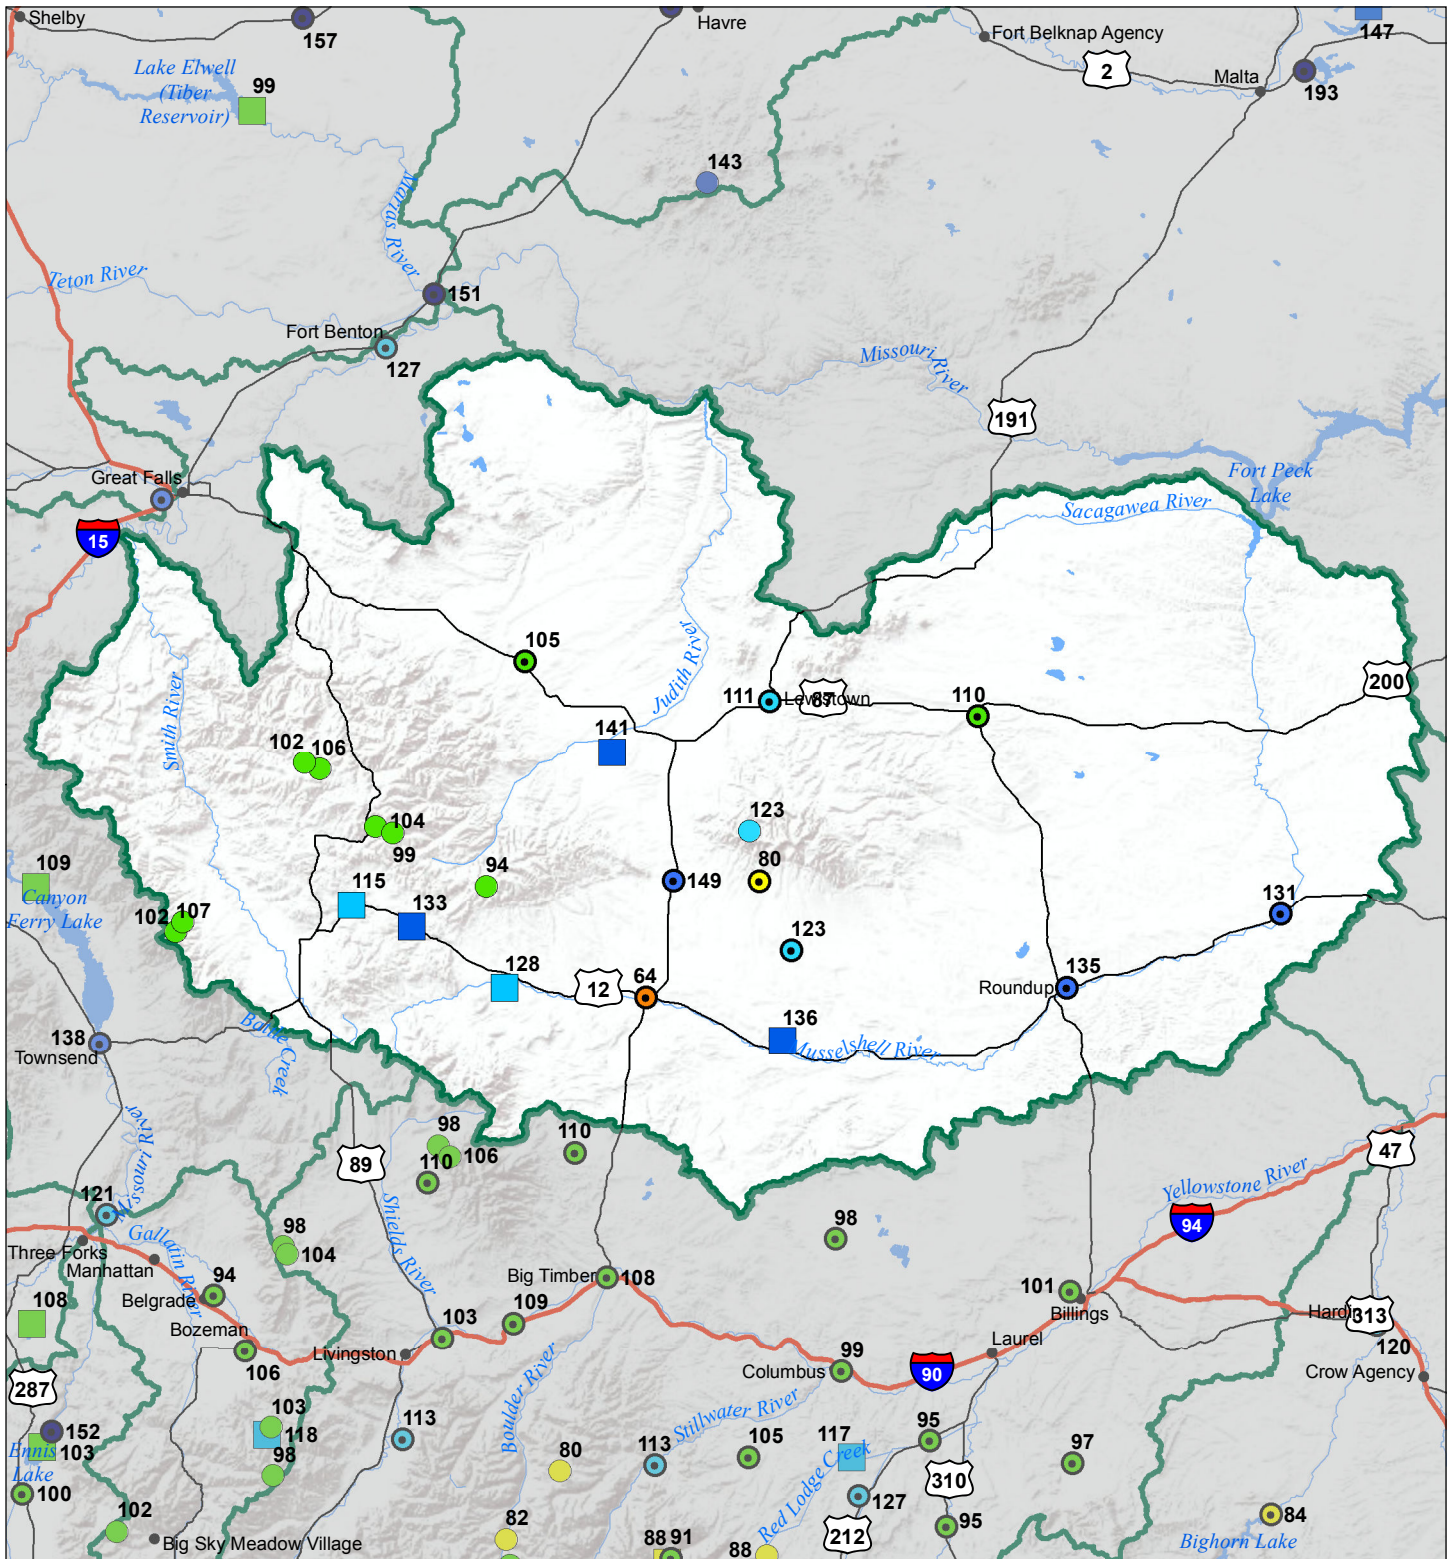 Shelby
157
Havre
Fort Belknap Agency
147
2
Malta
193
Lake Elwell
(Tiber
Reservoir)
99
143
Marias River
Teton River
151
Fort Benton
127
Missouri River
191
Great Falls
15
Fort Peck
Lake
Sacagawea River
105
Judith River
Smith River
111
Lewistown
87
110
200
141
102
106
104
99
123
80
94
149
109
Canyon
Ferry Lake
102
107
115
133
131
123
128
64
12
135
Roundup
136
Musselshell River
138
Townsend
Battle Creek
Missouri River
98
106
110
110
89
47
Yellowstone River
94
121
Three Forks
Manhattan
Gallatin River
98
104
Shields River
98
94
Belgrade
Big Timber
108
101
Billings
108
Bozeman
106
103
109
Livingston
Laurel
Hardin
313
120
99
Columbus
90
Crow Agency
287
Boulder River
Stillwater River
152
103
Ennis
Lake
100
103
118
98
113
80
113
105
117
95
97
Red Lodge Creek
310
127
102
Big Sky Meadow Village
82
88
91
88
212
95
84
Bighorn Lake